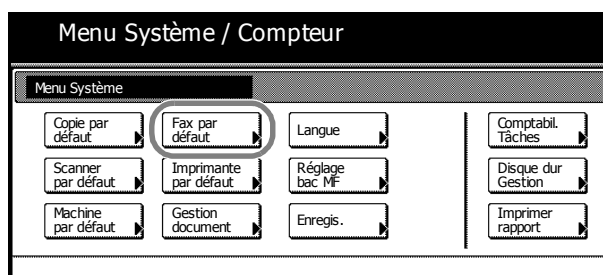 Menu Système / Compteur
Menu Système
Copie par
défaut
Fax par
défaut
Langue
Comptabil.
Tâches
Scanner
par défaut
Imprimante
par défaut
Réglage
bac MF
Disque dur
Gestion
Machine
par défaut
Gestion
document
Enregis.
Imprimer
rapport